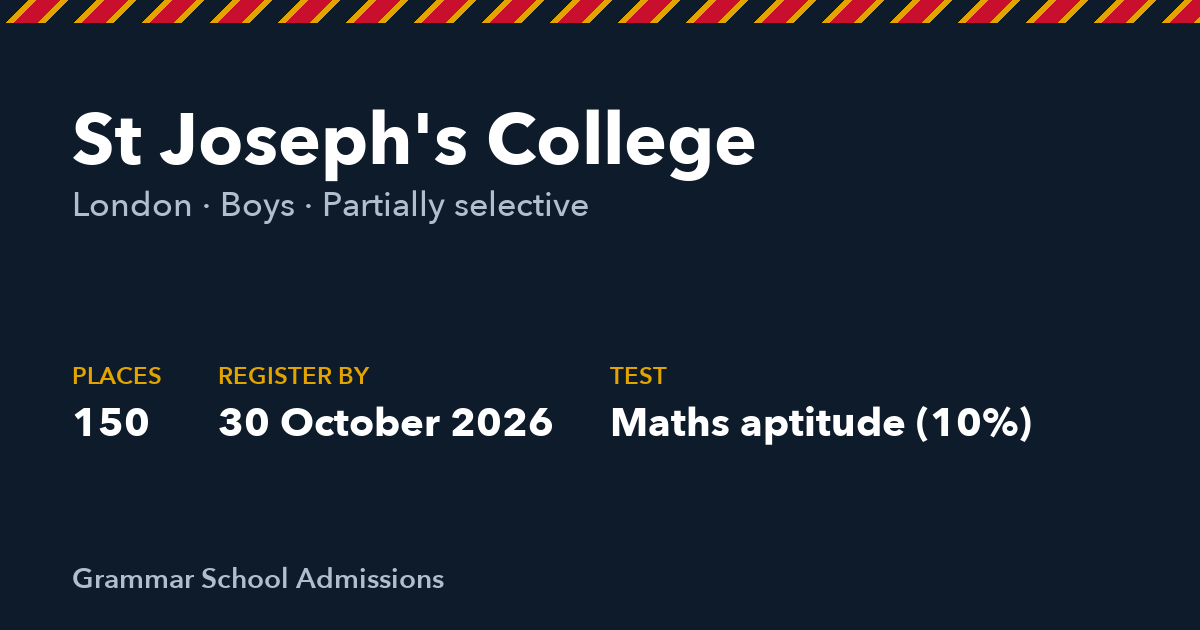 St Joseph's College
London · Boys · Partially selective
PLACES
150
REGISTER BY
30 October 2026
TEST
Maths aptitude (10%)
Grammar School Admissions